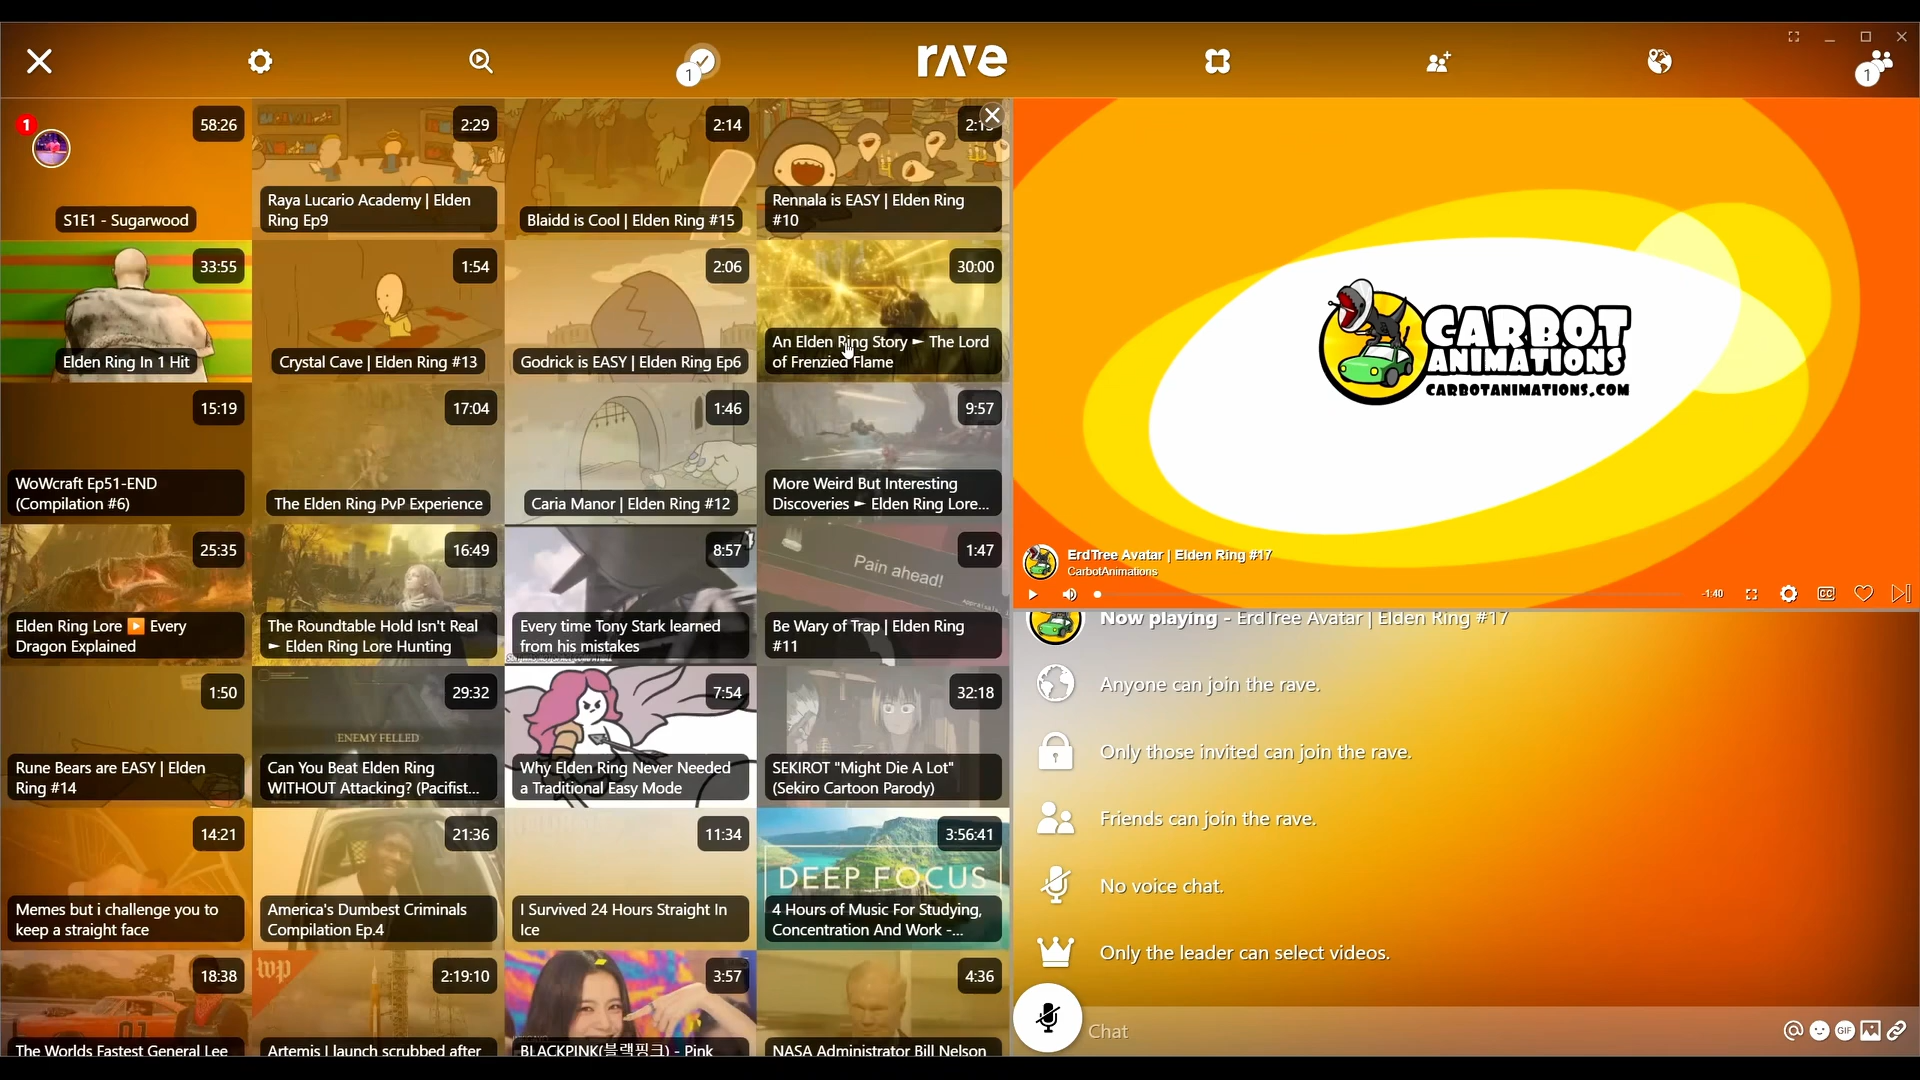 1
rave
1
1
58:26
S1E1 - Sugarwood
2:29
Raya Lucario Academy | Elden
Ring Ep9
2:14
Blaidd is Cool | Elden Ring #15
Rennala is EASY | Elden Ring
#10
33:55
Elden Ring In 1 Hit
1:54
Crystal Cave | Elden Ring #13
2:06
Godrick is EASY | Elden Ring Ep6
30:00
An Elden Ring Story ► The Lord
of Frenzied Flame
15:19
WoWcraft Ep51-END
(Compilation #6)
17:04
The Elden Ring PvP Experience
1:46
Caria Manor | Elden Ring #12
9:57
More Weird But Interesting
Discoveries ► Elden Ring Lore...
25:35
Elden Ring Lore ▶️ Every
Dragon Explained
16:49
The Roundtable Hold Isn't Real
► Elden Ring Lore Hunting
8:57
Every time Tony Stark learned
from his mistakes
1:47
Pain ahead!
Be Wary of Trap | Elden Ring
#11
1:50
Rune Bears are EASY | Elden
Ring #14
29:32
ENEMY FELLED
Can You Beat Elden Ring
WITHOUT Attacking? (Pacifist...
7:54
Why Elden Ring Never Needed
a Traditional Easy Mode
32:18
SEKIROT "Might Die A Lot"
(Sekiro Cartoon Parody)
14:21
Memes but i challenge you to
keep a straight face
21:36
America's Dumbest Criminals
Compilation Ep.4
11:34
I Survived 24 Hours Straight In
Ice
3:56:41
DEEP FOCUS
4 Hours of Music For Studying,
Concentration And Work -...
18:38
01
The Worlds Fastest General Lee
wp
2:19:10
Artemis I launch scrubbed after
3:57
BLACKPINK(블랙핑크) - Pink
4:36
NASA Administrator Bill Nelson
CARBOT
ANIMATIONS
CARBOTANIMATIONS.COM
ErdTree Avatar | Elden Ring #17
CarbotAnimations
-1:40
CC
Now playing - ErdTree Avatar | Elden Ring #17
Anyone can join the rave.
Only those invited can join the rave.
Friends can join the rave.
No voice chat.
Only the leader can select videos.
Chat
@
GIF